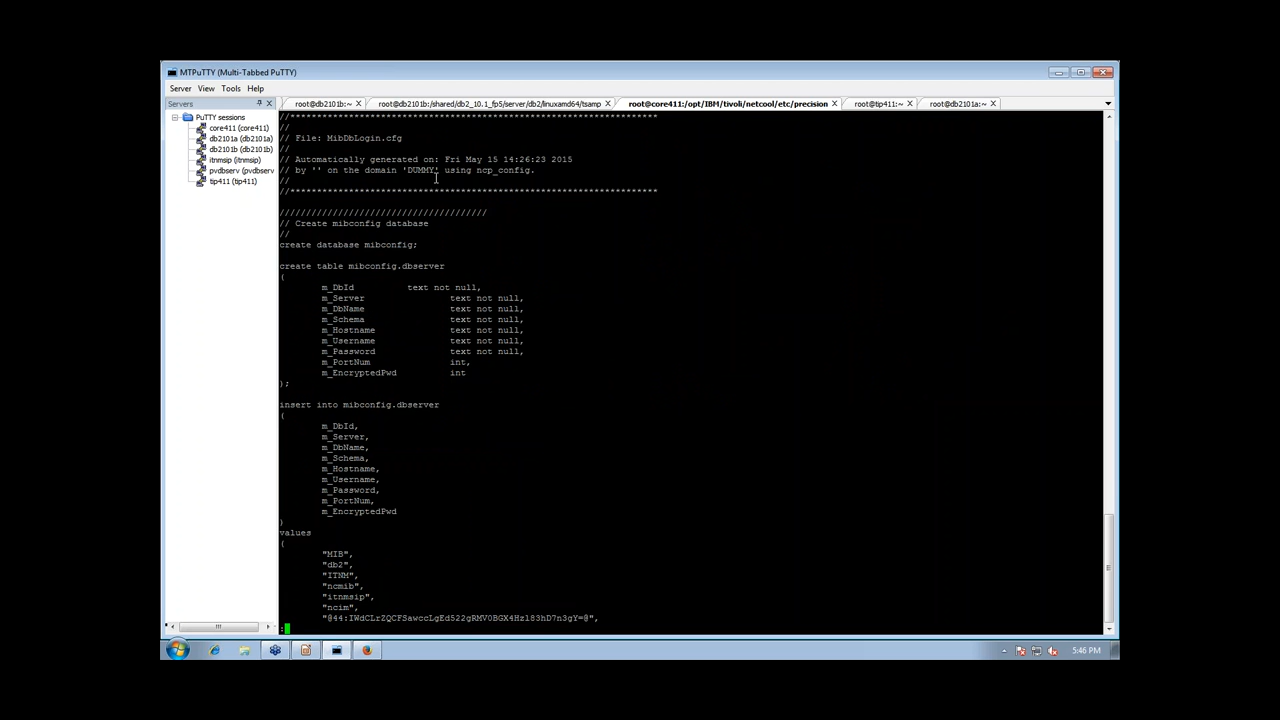 MTPuTTY (Multi-Tabbed PuTTY)
Server View Tools Help
Servers
root@db2101b:~
root@db2101b:/shared/db2_10.1_fp5/server/db2/linuxamd64/tsamp
root@core411:/opt/IBM/tivoli/netcool/etc/precision
root@tip411:~
root@db2101a:~
PuTTY sessions
core411 (core411)
db2101a (db2101a)
db2101b (db2101b)
itnmsip (itnmsip)
pvdbserv (pvdbserv
tip411 (tip411)
//*********************************************************************
//
// File: MibDbLogin.cfg
//
// Automatically generated on: Fri May 15 14:26:23 2015
// by '' on the domain 'DUMMY' using ncp_config.
//
//*********************************************************************
///////////////////////////////////////
// Create mibconfig database
//
create database mibconfig;
create table mibconfig.dbserver
(
m_DbId text not null,
m_Server text not null,
m_DbName text not null,
m_Schema text not null,
m_Hostname text not null,
m_Username text not null,
m_Password text not null,
m_PortNum int,
m_EncryptedPwd int
);
insert into mibconfig.dbserver
(
m_DbId,
m_Server,
m_DbName,
m_Schema,
m_Hostname,
m_Username,
m_Password,
m_PortNum,
m_EncryptedPwd
)
values
(
"MIB",
"db2",
"ITNM",
"ncmib",
"itnmsip",
"ncim",
"@44:IWdCLrZQCFSawccLgEd522gRMV0BGX4Hzl83hD7n3gY=@",
:
5:46 PM